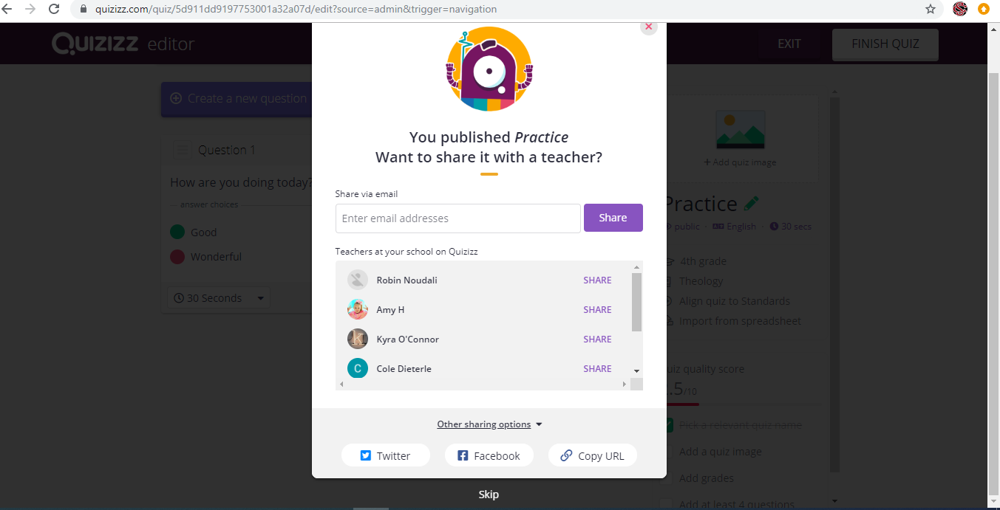 quizizz.com/quiz/5d911dd9197753001a32a07d/edit?source=admin&trigger=navigation
QUIZIZZ editor
EXIT
FINISH QUIZ
Create a new question
Question 1
How are you doing today?
answer choices
Good
Wonderful
30 Seconds
You published Practice
Want to share it with a teacher?
Share via email
Enter email addresses
Share
Teachers at your school on Quizizz
Robin Noudali SHARE
Amy H SHARE
Kyra O'Connor SHARE
C Cole Dieterle SHARE
Other sharing options
Twitter
Facebook
Copy URL
Skip
+ Add quiz image
Practice
public English 30 secs
4th grade
Theology
Align quiz to Standards
Import from spreadsheet
uiz quality score
.5/10
Pick a relevant quiz name
Add a quiz image
Add grades
Add at least 4 questions